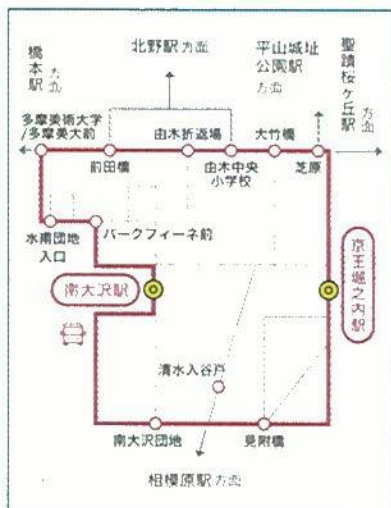 橋本駅方面
北野駅方面
平山城址
公園駅
方面
聖蹟桜ヶ丘駅方面
多摩美術大学
/多摩美大前
前田橋
由木折返場
由木中央
小学校
大竹橋
芝原
水雨団地
入口
パークフィーネ前
南大沢駅
京王堀之内駅
清水入谷戸
南大沢団地
見附橋
相模原駅方面